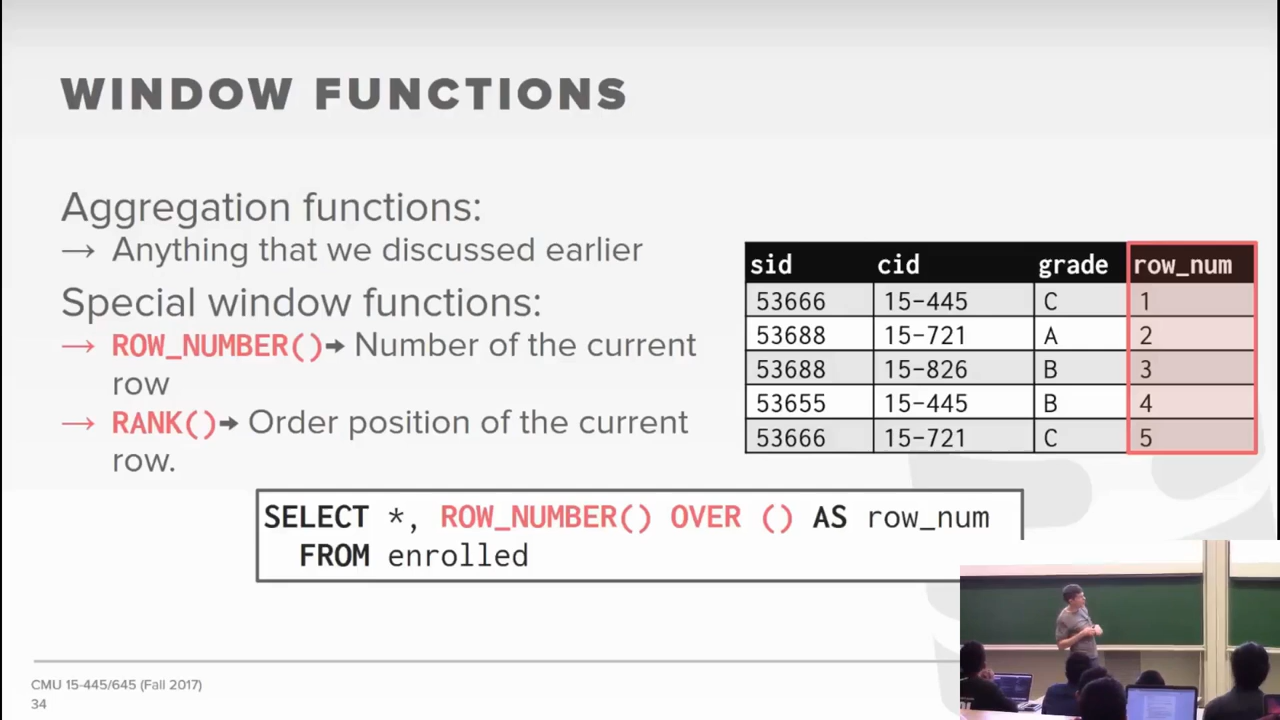 WINDOW FUNCTIONS
Aggregation functions:
→ Anything that we discussed earlier
Special window functions:
→ ROW_NUMBER()→ Number of the current
row
→ RANK()→ Order position of the current
row.
sid cid grade row_num
53666 15-445 C 1
53688 15-721 A 2
53688 15-826 B 3
53655 15-445 B 4
53666 15-721 C 5
SELECT *, ROW_NUMBER() OVER () AS row_num
FROM enrolled
CMU 15-445/645 (Fall 2017)
34